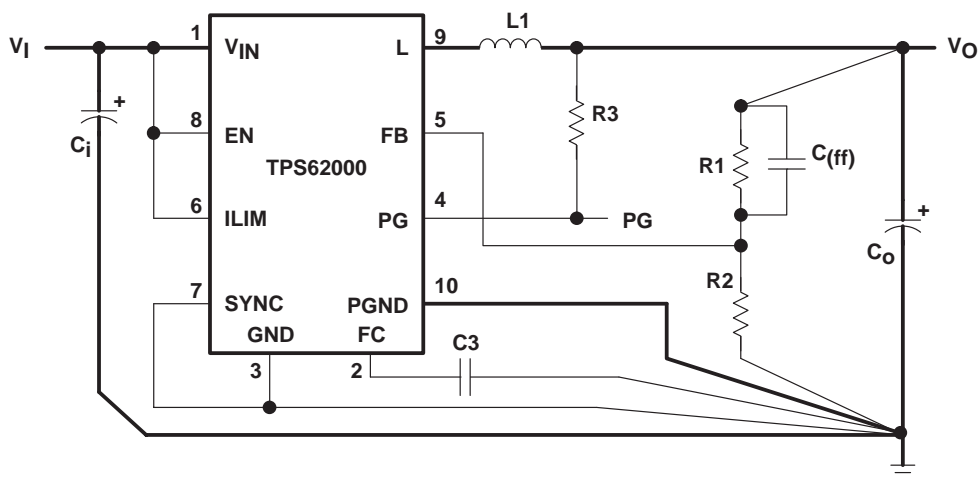 L1
VI
1
VIN
L
9
VO
+
Ci
R3
8
EN
FB
5
TPS62000
R1
C(ff)
6
ILIM
PG
4
PG
+
Co
7
SYNC
PGND
10
R2
GND
FC
C3
3
2